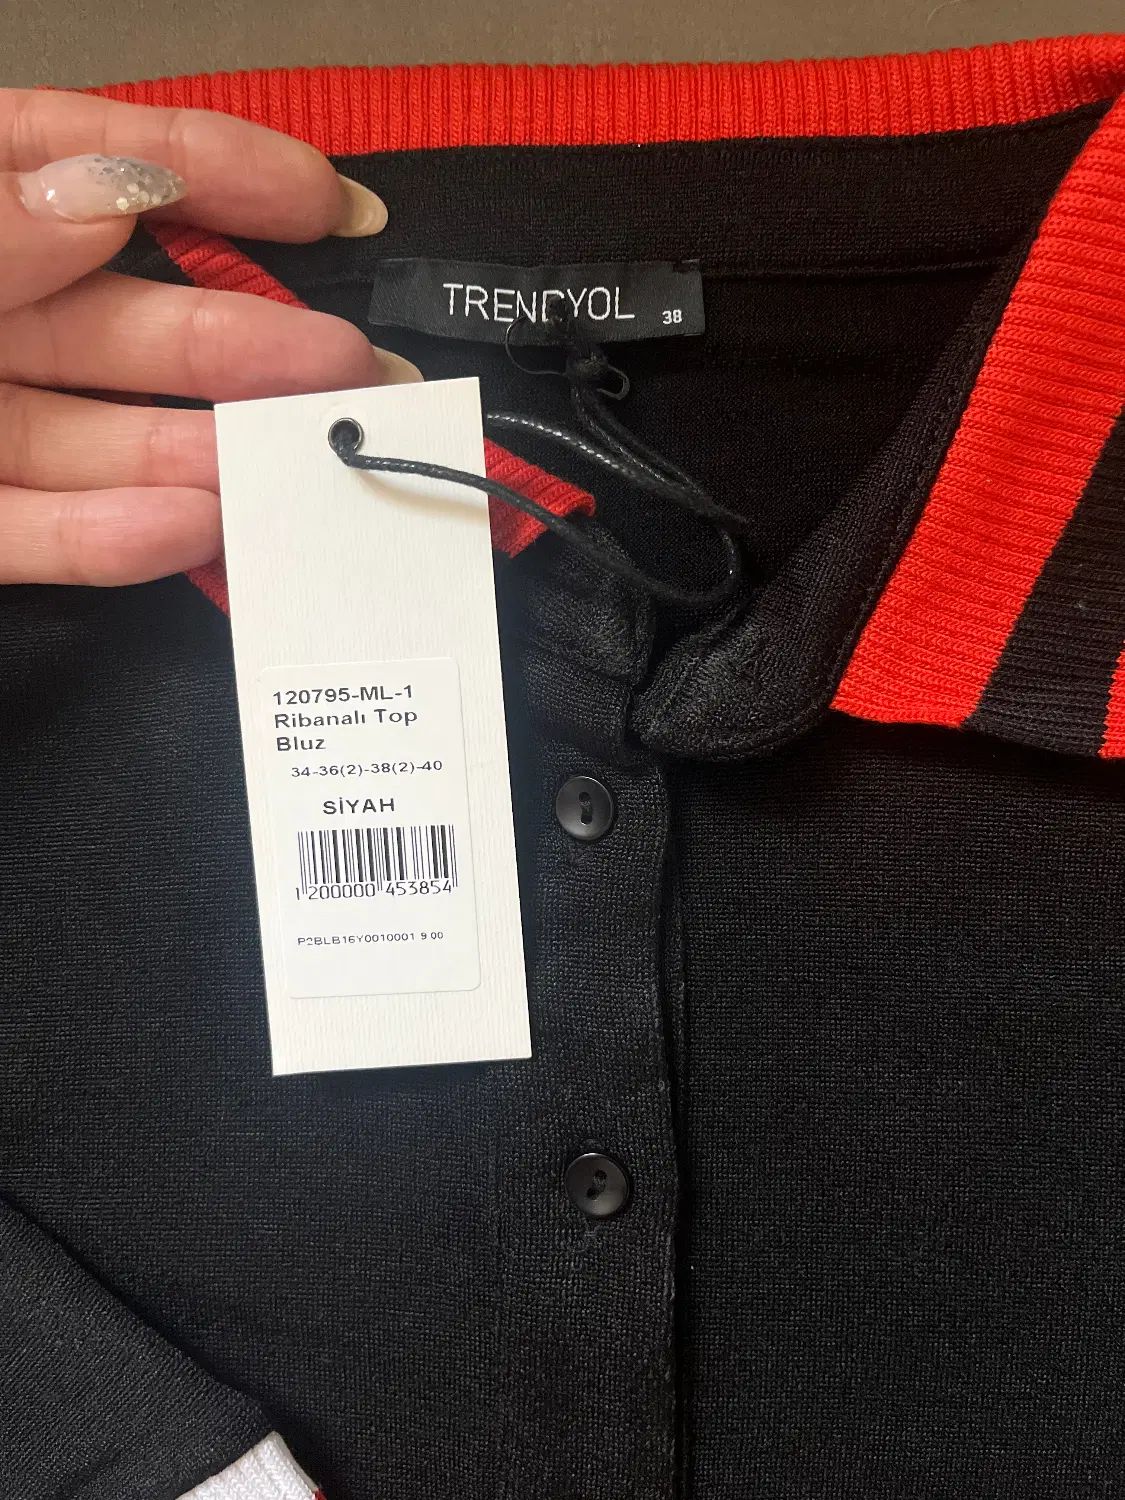 TRENDYOL
38
120795-ML-1
Ribanalı Top
Bluz
34-36(2)-38(2)-40
SİYAH
1 200000 453854
P2BLB16Y0010001 9 00